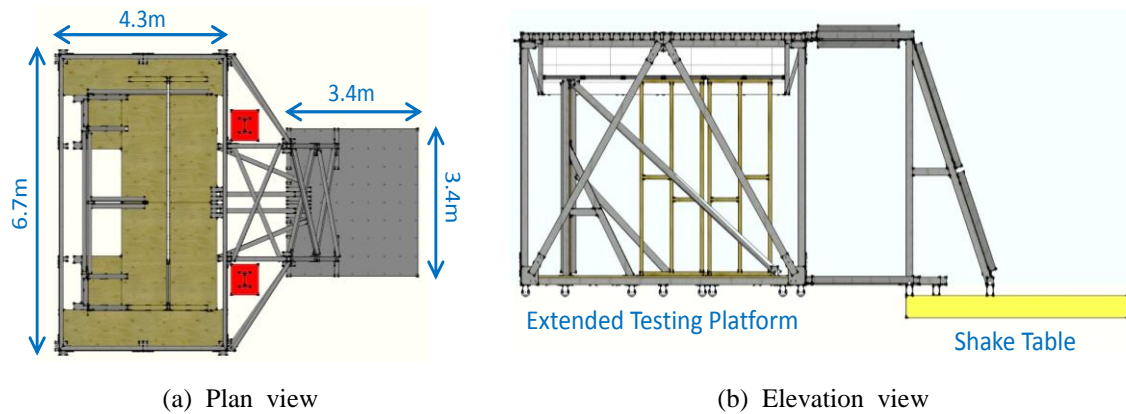 4.3m
3.4m
6.7m
3.4m
Extended Testing Platform
Shake Table
(a) Plan view
(b) Elevation view